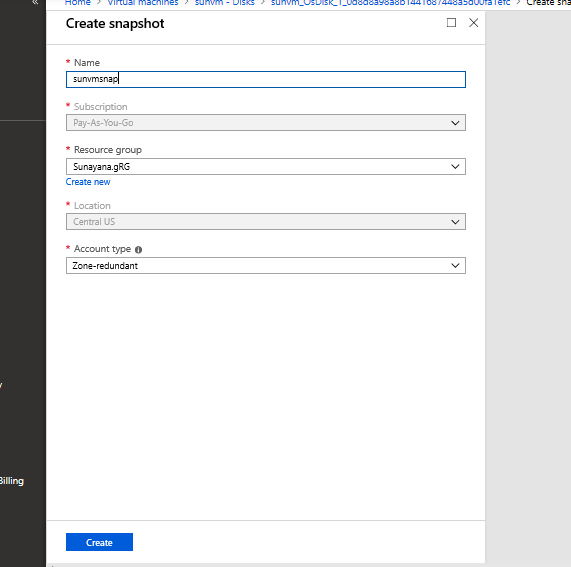 «
Home > Virtual machines > sunvm - Disks > sunvm_OsDisk_1_0d8d8a98a8b1441687448a5d00fa1efc > Create sna
Create snapshot
* Name
sunvmsnap
* Subscription
Pay-As-You-Go
* Resource group
Sunayana.gRG
Create new
* Location
Central US
* Account type
Zone-redundant
y
Billing
Create